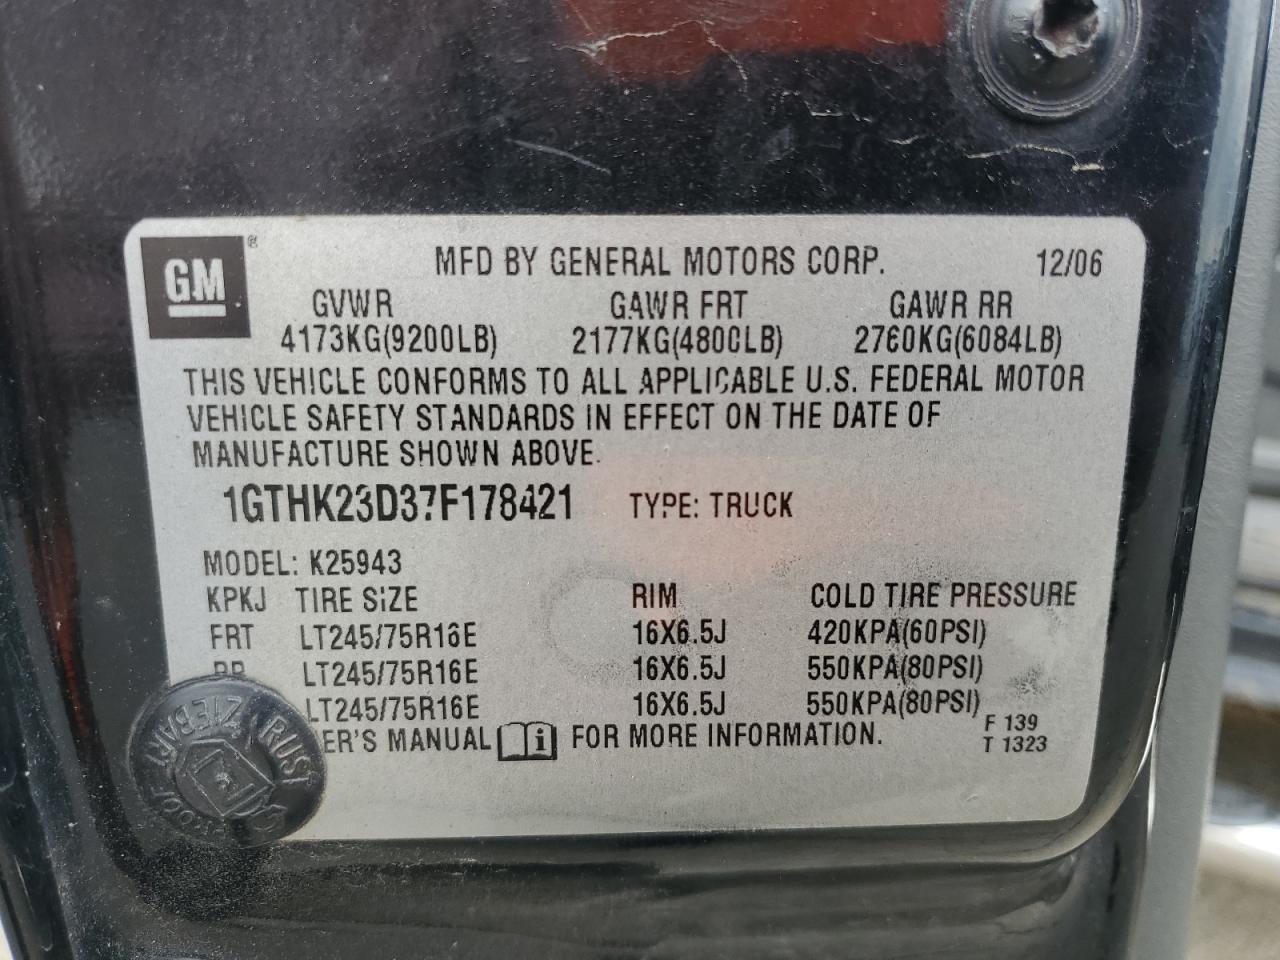 GM ® MFD BY GENERAL MOTORS CORP. 12/06
GVWR GAWR FRT GAWR RR
4173KG(9200LB) 2177KG(4800LB) 2760KG(6084LB)
THIS VEHICLE CONFORMS TO ALL APPLICABLE U.S. FEDERAL MOTOR
VEHICLE SAFETY STANDARDS IN EFFECT ON THE DATE OF
MANUFACTURE SHOWN ABOVE.
1GTHK23D37F178421 TYPE: TRUCK
MODEL: K25943
KPKJ TIRE SIZE RIM COLD TIRE PRESSURE
FRT LT245/75R16E 16X6.5J 420KPA(60PSI)
RR LT245/75R16E 16X6.5J 550KPA(80PSI)
LT245/75R16E 16X6.5J 550KPA(80PSI)
ER'S MANUAL FOR MORE INFORMATION.
F 139
T 1323
ZIEBART RUST